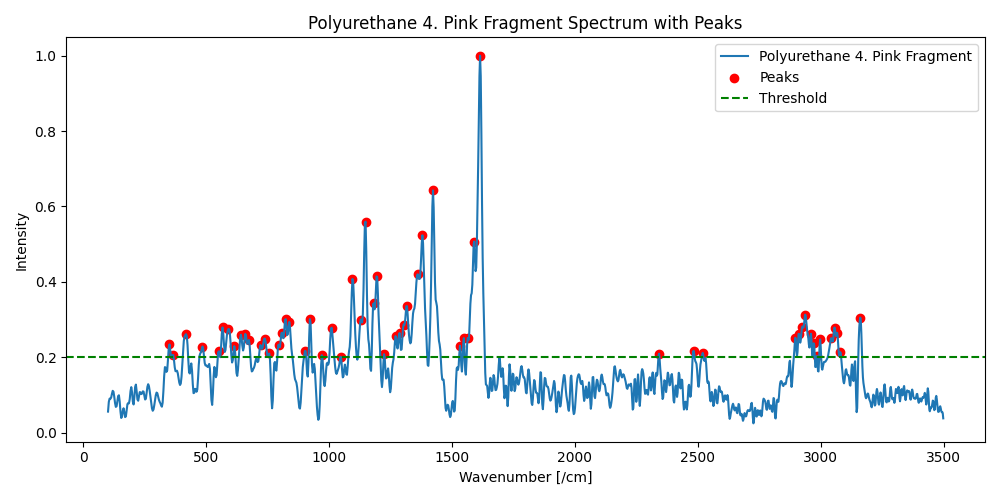 Polyurethane 4. Pink Fragment Spectrum with Peaks
Polyurethane 4. Pink Fragment
Peaks
Threshold
Intensity
1.0
0.8
0.6
0.4
0.2
0.0
0 500 1000 1500 2000 2500 3000 3500
Wavenumber [/cm]